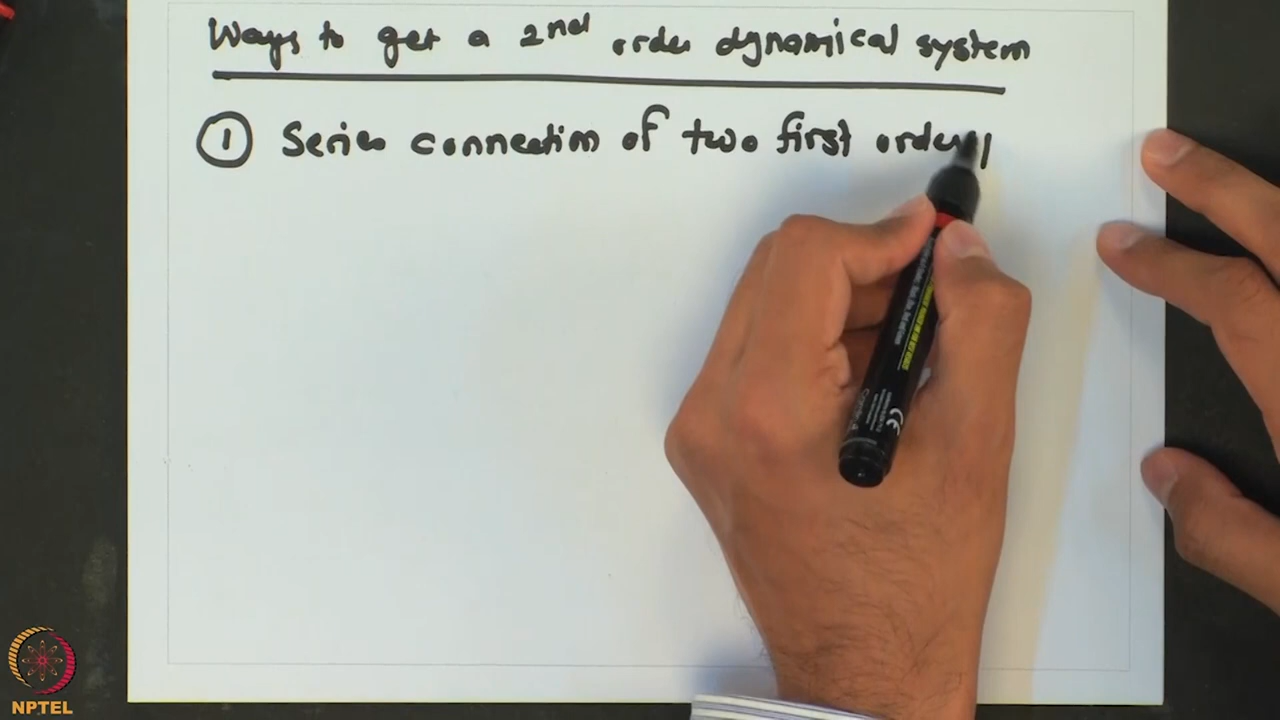 Ways to get a 2nd order dynamical system
① Series connection of two first order
NPTEL